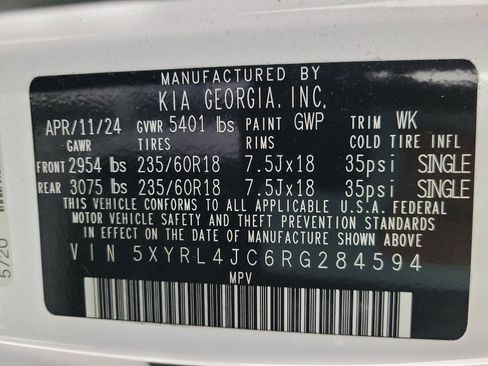 MANUFACTURED BY
KIA GEORGIA, INC.
APR/11/24 GVWR 5401 lbs PAINT GWP TRIM WK
GAWR TIRES RIMS COLD TIRE INFL
FRONT 2954 lbs 235/60R18 7.5Jx18 35psi SINGLE
REAR 3075 lbs 235/60R18 7.5Jx18 35psi SINGLE
THIS VEHICLE CONFORMS TO ALL APPLICABLE U.S.A. FEDERAL
MOTOR VEHICLE SAFETY AND THEFT PREVENTION STANDARDS
IN EFFECT ON THE DATE OF MANUFACTURE SHOWN ABOVE.
VIN 5XYRL4JC6RG284594
MPV
5720